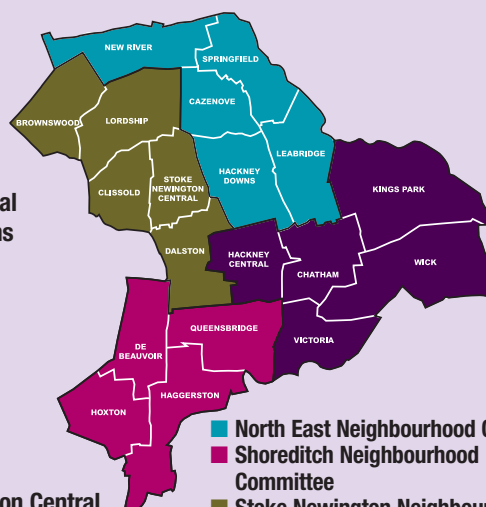 NEW RIVER
SPRINGFIELD
CAZENOVE
BROWNSWOOD
LORDSHIP
LEABRIDGE
HACKNEY
DOWNS
STOKE
NEWINGTON
CENTRAL
CLISSOLD
KINGS PARK
DALSTON
HACKNEY
CENTRAL
CHATHAM
WICK
QUEENSBRIDGE
VICTORIA
DE
BEAUVOIR
HAGGERSTON
HOXTON
North East Neighbourhood
Shoreditch Neighbourhood
Committee
Central